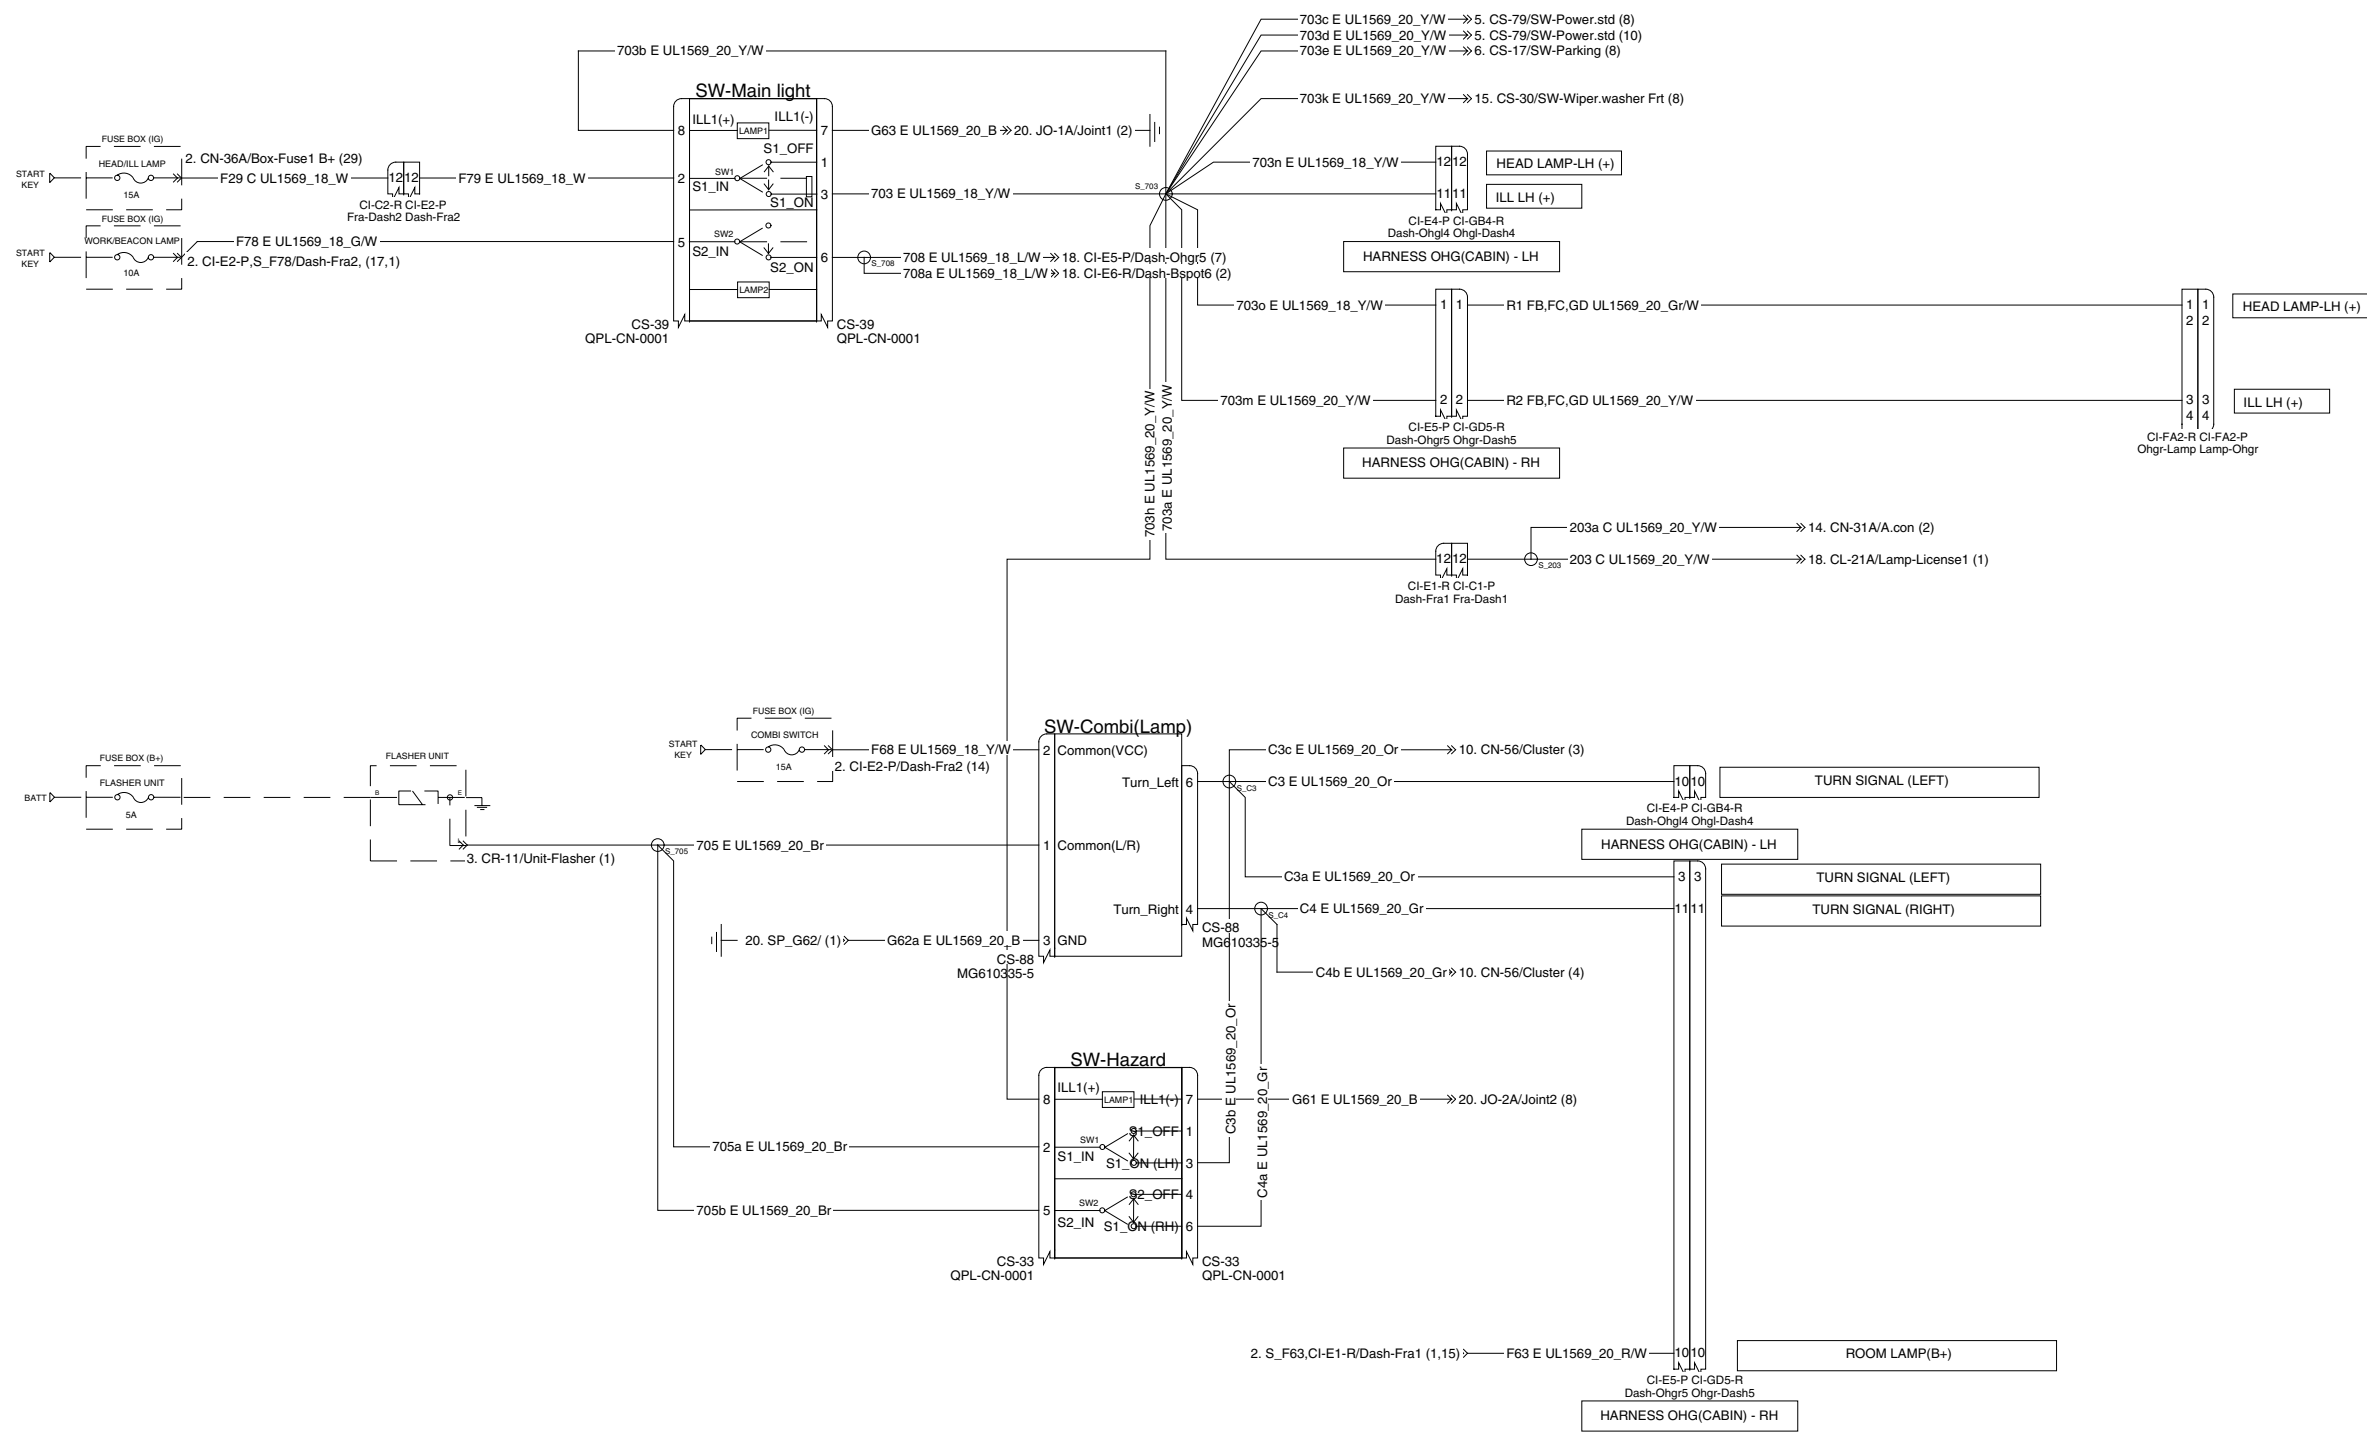 703c E UL1569_20_Y/W 5. CS-79/SW-Power.std (8)
703d E UL1569_20_Y/W 5. CS-79/SW-Power.std (10)
703b E UL1569_20_Y/W
703e E UL1569_20_Y/W 6. CS-17/SW-Parking (8)
SW-Main light
703k E UL1569_20_Y/W 15. CS-30/SW-Wiper.washer Frt (8)
ILL1(+) ILL1(-)
8 LAMP1 7 G63 E UL1569_20_B 20. JO-1A/Joint1 (2)
FUSE BOX (IG)
S1_OFF
1
HEAD/ILL LAMP
2. CN-36A/Box-Fuse1 B+ (29)
START
KEY
F29 C UL1569_18_W 12 12 F79 E UL1569_18_W 2 SW1
S1_IN
15A
3 703 E UL1569_18_Y/W S_703
S1_ON
CI-C2-R CI-E2-P
Fra-Dash2 Dash-Fra2
703n E UL1569_18_Y/W 12 12 HEAD LAMP-LH (+)
11 11 ILL LH (+)
CI-E4-P CI-GB4-R
Dash-Ohgl4 Ohgl-Dash4
HARNESS OHG(CABIN) - LH
FUSE BOX (IG)
WORK/BEACON LAMP
START
KEY
10A
F78 E UL1569_18_G/W 5 SW2
S2_IN
2. CI-E2-P,S_F78/Dash-Fra2, (17,1)
S2_ON 6 S_708 708 E UL1569_18_L/W 18. CI-E5-P/Dash-Ohgr5 (7)
708a E UL1569_18_L/W 18. CI-E6-R/Dash-Bspot6 (2)
LAMP2
CS-39
QPL-CN-0001
CS-39
QPL-CN-0001
703o E UL1569_18_Y/W 1 1 R1 FB,FC,GD UL1569_20_Gr/W 1 1 HEAD LAMP-LH (+)
2 2
703m E UL1569_20_Y/W 2 2 R2 FB,FC,GD UL1569_20_Y/W 3 3 ILL LH (+)
4 4
CI-E5-P CI-GD5-R
Dash-Ohgr5 Ohgr-Dash5
CI-FA2-R CI-FA2-P
Ohgr-Lamp Lamp-Ohgr
HARNESS OHG(CABIN) - RH
703h E UL1569_20_Y/W
703a E UL1569_20_Y/W
203a C UL1569_20_Y/W 14. CN-31A/A.con (2)
12 12 S_203 203 C UL1569_20_Y/W 18. CL-21A/Lamp-License1 (1)
CI-E1-R CI-C1-P
Dash-Fra1 Fra-Dash1
FUSE BOX (IG)
SW-Combi(Lamp)
START
KEY
COMBI SWITCH
15A
F68 E UL1569_18_Y/W 2 Common(VCC)
2. CI-E2-P/Dash-Fra2 (14)
C3c E UL1569_20_Or 10. CN-56/Cluster (3)
FUSE BOX (B+)
FLASHER UNIT
BATT
FLASHER UNIT
5A
B E
L
3. CR-11/Unit-Flasher (1)
Turn_Left 6 S_C3 C3 E UL1569_20_Or 10 10 TURN SIGNAL (LEFT)
CI-E4-P CI-GB4-R
Dash-Ohgl4 Ohgl-Dash4
HARNESS OHG(CABIN) - LH
S_705 705 E UL1569_20_Br 1 Common(L/R)
C3a E UL1569_20_Or 3 3 TURN SIGNAL (LEFT)
Turn_Right 4 S_C4 C4 E UL1569_20_Gr 11 11 TURN SIGNAL (RIGHT)
CS-88
MG610335-5
20. SP_G62/ (1) G62a E UL1569_20_B 3 GND
CS-88
MG610335-5
C4b E UL1569_20_Gr 10. CN-56/Cluster (4)
C3b E UL1569_20_Or
C4a E UL1569_20_Gr
SW-Hazard
ILL1(+)
8 LAMP1 ILL1(-) 7 G61 E UL1569_20_B 20. JO-2A/Joint2 (8)
S1_OFF 1
705a E UL1569_20_Br 2 SW1
S1_IN S1_ON (LH) 3
S2_OFF 4
705b E UL1569_20_Br 5 SW2
S2_IN S1_ON (RH) 6
CS-33
QPL-CN-0001
CS-33
QPL-CN-0001
2. S_F63,CI-E1-R/Dash-Fra1 (1,15) F63 E UL1569_20_R/W 10 10 ROOM LAMP(B+)
CI-E5-P CI-GD5-R
Dash-Ohgr5 Ohgr-Dash5
HARNESS OHG(CABIN) - RH